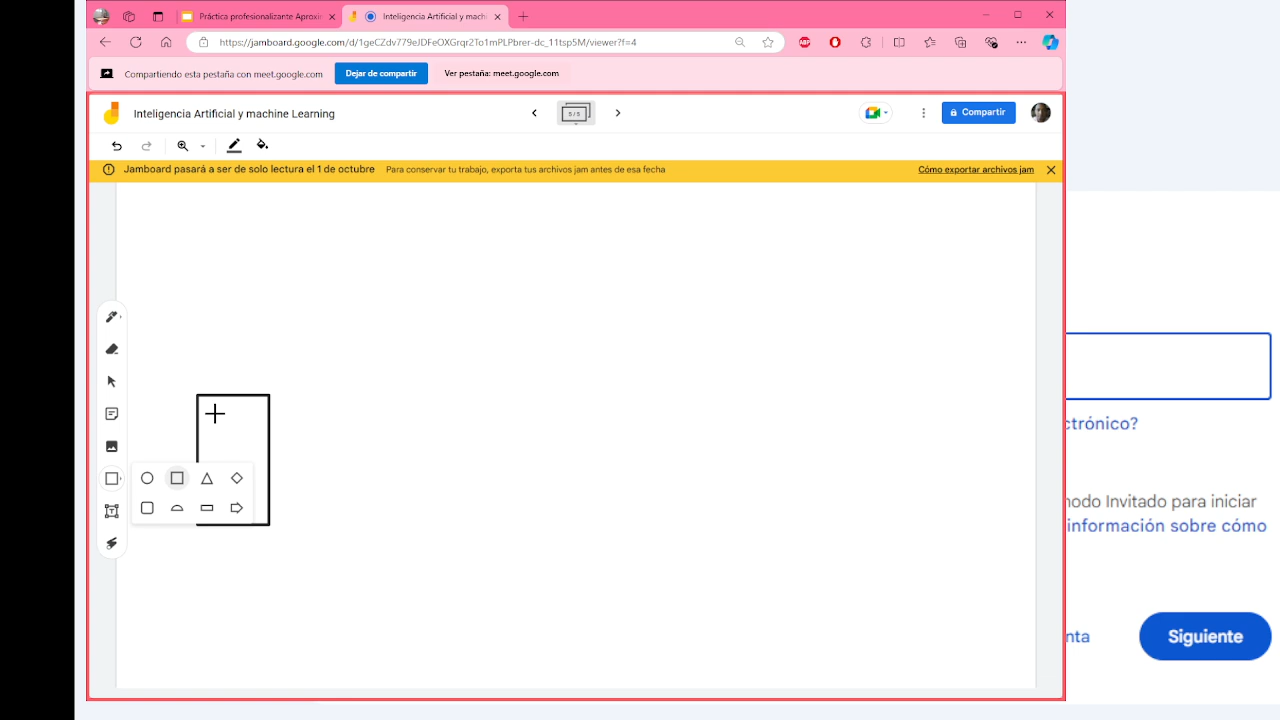 Práctica profesionalizante Aproxi
Inteligencia Artificial y machi
https://jamboard.google.com/d/1geCZdv779eJDFeOXGrqr2To1mPLPbrer-dc_11tsp5M/viewer?f=4
Compartiendo esta pestaña con meet.google.com
Dejar de compartir
Ver pestaña: meet.google.com
Inteligencia Artificial y machine Learning
5 / 5
Compartir
Jamboard pasará a ser de solo lectura el 1 de octubre
Para conservar tu trabajo, exporta tus archivos jam antes de esa fecha
Cómo exportar archivos jam
ctrónico?
modo Invitado para iniciar
información sobre cómo
nta
Siguiente